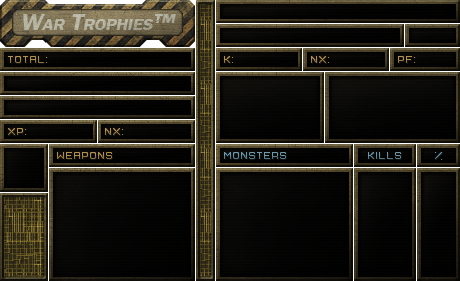 WAR TROPHIES™
TOTAL:
XP: NX:
WEAPONS
K: NX: PF:
MONSTERS KILLS %